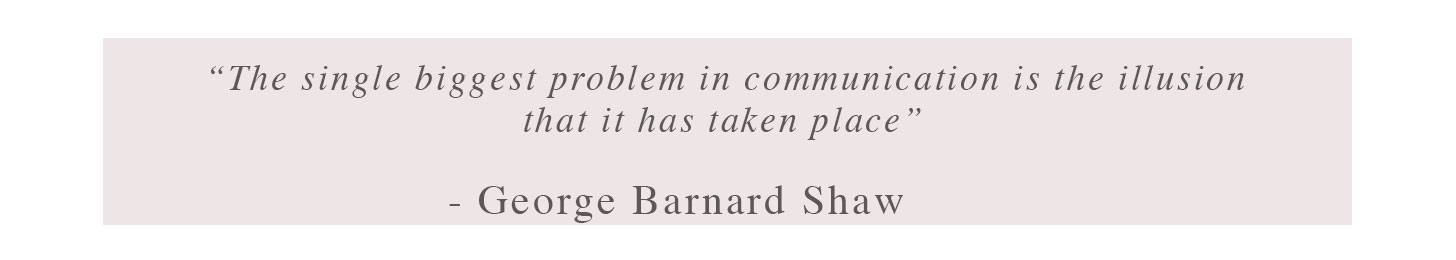 “The single biggest problem in communication is the illusion
that it has taken place”
- George Barnard Shaw